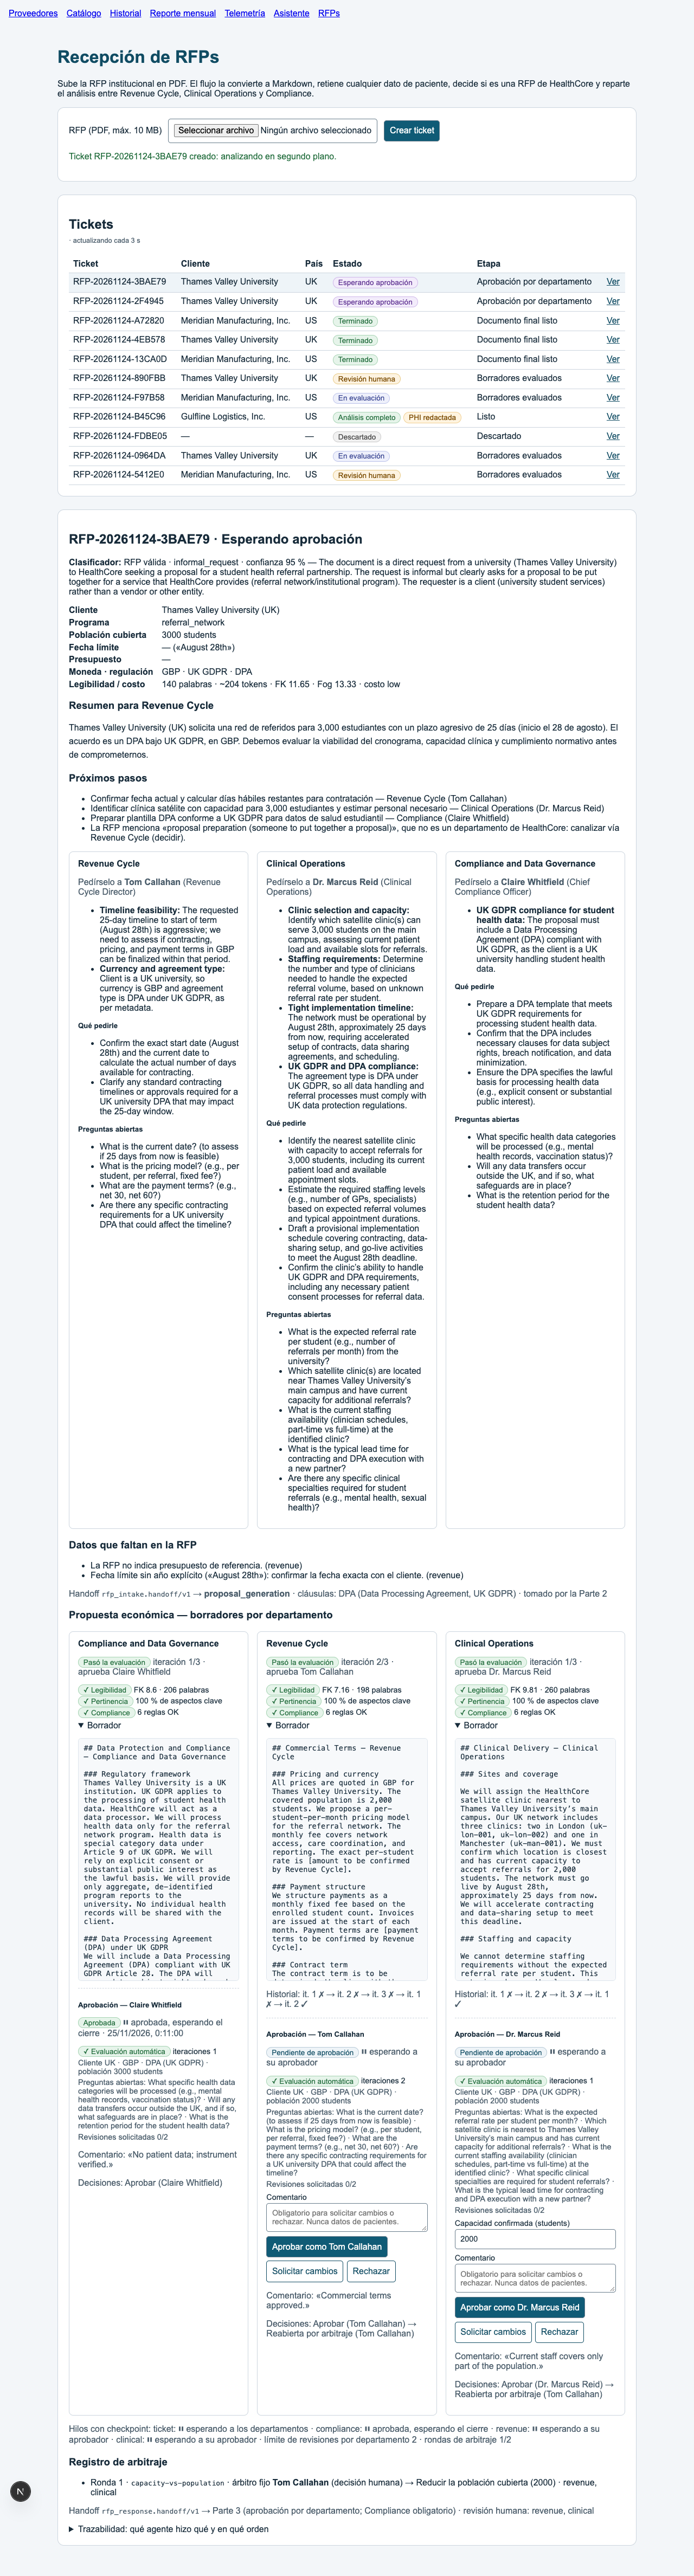 Proveedores Catálogo Historial Reporte mensual Telemetría Asistente RFPs
Recepción de RFPs
Sube la RFP institucional en PDF. El flujo la convierte a Markdown, retiene cualquier dato de paciente, decide si es una RFP de HealthCore y reparte
el análisis entre Revenue Cycle, Clinical Operations y Compliance.
RFP (PDF, máx. 10 MB) Seleccionar archivo Ningún archivo seleccionado Crear ticket
Ticket RFP-20261124-3BAE79 creado: analizando en segundo plano.
Tickets
· actualizando cada 3 s
Ticket Cliente País Estado Etapa
RFP-20261124-3BAE79 Thames Valley University UK Esperando aprobación Aprobación por departamento Ver
RFP-20261124-2F4945 Thames Valley University UK Esperando aprobación Aprobación por departamento Ver
RFP-20261124-A72820 Meridian Manufacturing, Inc. US Terminado Documento final listo Ver
RFP-20261124-4EB578 Thames Valley University UK Terminado Documento final listo Ver
RFP-20261124-13CA0D Meridian Manufacturing, Inc. US Terminado Documento final listo Ver
RFP-20261124-890FBB Thames Valley University UK Revisión humana Borradores evaluados Ver
RFP-20261124-F97B58 Meridian Manufacturing, Inc. US En evaluación Borradores evaluados Ver
RFP-20261124-B45C96 Gulfline Logistics, Inc. US Análisis completo PHI redactada Listo Ver
RFP-20261124-FDBE05 — — Descartado Descartado Ver
RFP-20261124-0964DA Thames Valley University UK En evaluación Borradores evaluados Ver
RFP-20261124-5412E0 Meridian Manufacturing, Inc. US Revisión humana Borradores evaluados Ver
RFP-20261124-3BAE79 · Esperando aprobación
Clasificador: RFP válida · informal_request · confianza 95 % — The document is a direct request from a university (Thames Valley University)
to HealthCore seeking a proposal for a student health referral partnership. The request is informal but clearly asks for a proposal to be put
together for a service that HealthCore provides (referral network/institutional program). The requester is a client (university student services)
rather than a vendor or other entity.
Cliente Thames Valley University (UK)
Programa referral_network
Población cubierta 3000 students
Fecha límite — («August 28th»)
Presupuesto —
Moneda · regulación GBP · UK GDPR · DPA
Legibilidad / costo 140 palabras · ~204 tokens · FK 11.65 · Fog 13.33 · costo low
Resumen para Revenue Cycle
Thames Valley University (UK) solicita una red de referidos para 3,000 estudiantes con un plazo agresivo de 25 días (inicio el 28 de agosto). El
acuerdo es un DPA bajo UK GDPR, en GBP. Debemos evaluar la viabilidad del cronograma, capacidad clínica y cumplimiento normativo antes
de comprometernos.
Próximos pasos
• Confirmar fecha actual y calcular días hábiles restantes para contratación — Revenue Cycle (Tom Callahan)
• Identificar clínica satélite con capacidad para 3,000 estudiantes y estimar personal necesario — Clinical Operations (Dr. Marcus Reid)
• Preparar plantilla DPA conforme a UK GDPR para datos de salud estudiantil — Compliance (Claire Whitfield)
• La RFP menciona «proposal preparation (someone to put together a proposal)», que no es un departamento de HealthCore: canalizar vía
Revenue Cycle (decidir).
Revenue Cycle
Pedírselo a Tom Callahan (Revenue
Cycle Director)
• Timeline feasibility: The requested
25-day timeline to start of term
(August 28th) is aggressive; we
need to assess if contracting,
pricing, and payment terms in GBP
can be finalized within that period.
• Currency and agreement type:
Client is a UK university, so
currency is GBP and agreement
type is DPA under UK GDPR, as
per metadata.
Qué pedirle
• Confirm the exact start date (August
28th) and the current date to
calculate the actual number of days
available for contracting.
• Clarify any standard contracting
timelines or approvals required for a
UK university DPA that may impact
the 25-day window.
Preguntas abiertas
• What is the current date? (to assess
if 25 days from now is feasible)
• What is the pricing model? (e.g., per
student, per referral, fixed fee?)
• What are the payment terms? (e.g.,
net 30, net 60?)
• Are there any specific contracting
requirements for a UK university
DPA that could affect the timeline?
Clinical Operations
Pedírselo a Dr. Marcus Reid (Clinical
Operations)
• Clinic selection and capacity:
Identify which satellite clinic(s) can
serve 3,000 students on the main
campus, assessing current patient
load and available slots for referrals.
• Staffing requirements: Determine
the number and type of clinicians
needed to handle the expected
referral volume, based on unknown
referral rate per student.
• Tight implementation timeline:
The network must be operational by
August 28th, approximately 25 days
from now, requiring accelerated
setup of contracts, data sharing
agreements, and scheduling.
• UK GDPR and DPA compliance:
The agreement type is DPA under
UK GDPR, so all data handling and
referral processes must comply with
UK data protection regulations.
Qué pedirle
• Identify the nearest satellite clinic
with capacity to accept referrals for
3,000 students, including its current
patient load and available
appointment slots.
• Estimate the required staffing levels
(e.g., number of GPs, specialists)
based on expected referral volumes
and typical appointment durations.
• Draft a provisional implementation
schedule covering contracting, data-
sharing setup, and go-live activities
to meet the August 28th deadline.
• Confirm the clinic's ability to handle
UK GDPR and DPA requirements,
including any necessary patient
consent processes for referral data.
Preguntas abiertas
• What is the expected referral rate
per student (e.g., number of
referrals per month) from the
university?
• Which satellite clinic(s) are located
near Thames Valley University's
main campus and have current
capacity for additional referrals?
• What is the current staffing
availability (clinician schedules,
part-time vs full-time) at the
identified clinic?
• What is the typical lead time for
contracting and DPA execution with
a new partner?
• Are there any specific clinical
specialties required for student
referrals (e.g., mental health, sexual
health)?
Compliance and Data Governance
Pedírselo a Claire Whitfield (Chief
Compliance Officer)
• UK GDPR compliance for student
health data: The proposal must
include a Data Processing
Agreement (DPA) compliant with
UK GDPR, as the client is a UK
university handling student health
data.
Qué pedirle
• Prepare a DPA template that meets
UK GDPR requirements for
processing student health data.
• Confirm that the DPA includes
necessary clauses for data subject
rights, breach notification, and data
minimization.
• Ensure the DPA specifies the lawful
basis for processing health data
(e.g., explicit consent or substantial
public interest).
Preguntas abiertas
• What specific health data categories
will be processed (e.g., mental
health records, vaccination status)?
• Will any data transfers occur
outside the UK, and if so, what
safeguards are in place?
• What is the retention period for the
student health data?
Datos que faltan en la RFP
• La RFP no indica presupuesto de referencia. (revenue)
• Fecha límite sin año explícito («August 28th»): confirmar la fecha exacta con el cliente. (revenue)
Handoff rfp_intake.handoff/v1 → proposal_generation · cláusulas: DPA (Data Processing Agreement, UK GDPR) · tomado por la Parte 2
Propuesta económica — borradores por departamento
Compliance and Data Governance
Pasó la evaluación iteración 1/3 ·
aprueba Claire Whitfield
✓ Legibilidad FK 8.6 · 206 palabras
✓ Pertinencia 100 % de aspectos clave
✓ Compliance 6 reglas OK
▼ Borrador
## Data Protection and Compliance
— Compliance and Data Governance
### Regulatory framework
Thames Valley University is a UK
institution. UK GDPR applies to
the processing of student health
data. HealthCore will act as a
data processor. We will process
health data only for the referral
network program. Health data is
special category data under
Article 9 of UK GDPR. We will
rely on explicit consent or
substantial public interest as
the lawful basis. We will provide
only aggregate, de-identified
program reports to the
university. No individual health
records will be shared with the
client.
### Data Processing Agreement
(DPA) under UK GDPR
We will include a Data Processing
Agreement (DPA) compliant with UK
GDPR Article 28. The DPA will
Aprobación — Claire Whitfield
Aprobada ⏸ aprobada, esperando el
cierre · 25/11/2026, 0:11:00
✓ Evaluación automática iteraciones 1
Cliente UK · GBP · DPA (UK GDPR) ·
población 3000 students
Preguntas abiertas: What specific health data
categories will be processed (e.g., mental
health records, vaccination status)? · Will any
data transfers occur outside the UK, and if so,
what safeguards are in place? · What is the
retention period for the student health data?
Revisiones solicitadas 0/2
Comentario: «No patient data; instrument
verified.»
Decisiones: Aprobar (Claire Whitfield)
Revenue Cycle
Pasó la evaluación iteración 2/3 ·
aprueba Tom Callahan
✓ Legibilidad FK 7.16 · 198 palabras
✓ Pertinencia 100 % de aspectos clave
✓ Compliance 6 reglas OK
▼ Borrador
## Commercial Terms — Revenue
Cycle
### Pricing and currency
All prices are quoted in GBP for
Thames Valley University. The
covered population is 2,000
students. We propose a per-
student-per-month pricing model
for the referral network. The
monthly fee covers network
access, care coordination, and
reporting. The exact per-student
rate is [amount to be confirmed
by Revenue Cycle].
### Payment structure
We structure payments as a
monthly fixed fee based on the
enrolled student count. Invoices
are issued at the start of each
month. Payment terms are [payment
terms to be confirmed by Revenue
Cycle].
### Contract term
The contract term is to be
Historial: it. 1 ✗ → it. 2 ✗ → it. 3 ✗ → it. 1
✗ → it. 2 ✓
Aprobación — Tom Callahan
Pendiente de aprobación ⏸ esperando a
su aprobador
✓ Evaluación automática iteraciones 2
Cliente UK · GBP · DPA (UK GDPR) ·
población 2000 students
Preguntas abiertas: What is the current date?
(to assess if 25 days from now is feasible) ·
What is the pricing model? (e.g., per student,
per referral, fixed fee?) · What are the
payment terms? (e.g., net 30, net 60?) · Are
there any specific contracting requirements for
a UK university DPA that could affect the
timeline?
Revisiones solicitadas 0/2
Comentario
Obligatorio para solicitar cambios o
rechazar. Nunca datos de pacientes.
Aprobar como Tom Callahan
Solicitar cambios Rechazar
Comentario: «Commercial terms
approved.»
Decisiones: Aprobar (Tom Callahan) →
Reabierta por arbitraje (Tom Callahan)
Clinical Operations
Pasó la evaluación iteración 1/3 ·
aprueba Dr. Marcus Reid
✓ Legibilidad FK 9.81 · 260 palabras
✓ Pertinencia 100 % de aspectos clave
✓ Compliance 6 reglas OK
▼ Borrador
## Clinical Delivery — Clinical
Operations
### Sites and coverage
We will assign the HealthCore
satellite clinic nearest to
Thames Valley University's main
campus. Our UK network includes
three clinics: two in London (uk-
lon-001, uk-lon-002) and one in
Manchester (uk-man-001). We must
confirm which location is closest
and has current capacity to
accept referrals for 2,000
students. The network must go
live by August 28th,
approximately 25 days from now.
We will accelerate contracting
and data-sharing setup to meet
this deadline.
### Staffing and capacity
We cannot determine staffing
requirements without the expected
referral rate per student. This
Historial: it. 1 ✗ → it. 2 ✗ → it. 3 ✗ → it. 1
✓
Aprobación — Dr. Marcus Reid
Pendiente de aprobación ⏸ esperando a
su aprobador
✓ Evaluación automática iteraciones 1
Cliente UK · GBP · DPA (UK GDPR) ·
población 2000 students
Preguntas abiertas: What is the expected
referral rate per student per month? · Which
satellite clinic is nearest to Thames Valley
University's main campus and has current
capacity for additional referrals? · What is the
current staffing availability (clinician
schedules, part-time vs full-time) at the
identified clinic? · What specific clinical
specialties are required for student referrals? ·
What is the typical lead time for contracting
and DPA execution with a new partner?
Revisiones solicitadas 0/2
Capacidad confirmada (students)
2000
Comentario
Obligatorio para solicitar cambios o
rechazar. Nunca datos de pacientes.
Aprobar como Dr. Marcus Reid
Solicitar cambios Rechazar
Comentario: «Current staff covers only
part of the population.»
Decisiones: Aprobar (Dr. Marcus Reid) →
Reabierta por arbitraje (Tom Callahan)
Hilos con checkpoint: ticket: ⏸ esperando a los departamentos · compliance: ⏸ aprobada, esperando el cierre · revenue: ⏸ esperando a su
aprobador · clinical: ⏸ esperando a su aprobador · límite de revisiones por departamento 2 · rondas de arbitraje 1/2
Registro de arbitraje
• Ronda 1 · capacity-vs-population · árbitro fijo Tom Callahan (decisión humana) → Reducir la población cubierta (2000) · revenue,
clinical
Handoff rfp_response.handoff/v1 → Parte 3 (aprobación por departamento; Compliance obligatorio) · revisión humana: revenue, clinical
▶ Trazabilidad: qué agente hizo qué y en qué orden
N